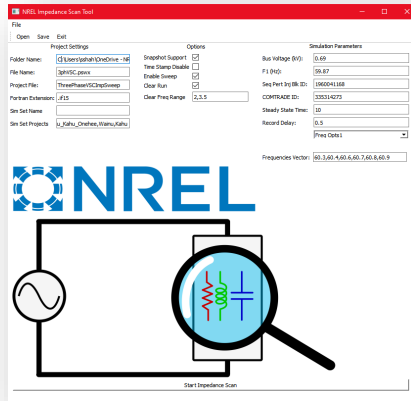 NREL Impedance Scan Tool
File
Open Save Exit
Project Settings
Folder Name: C:\Users\sshah\OneDrive - NR
File Name: 3phVSC.pswx
Project File: ThreePhaseVSCImpSweep
Fortran Extension: .if15
Sim Set Name
Sim Set Projects u_Kahu_Onehee,Wainu,Kahu
Options
Snapshot Support
Time Stamp Disable
Enable Sweep
Clear Run
Clear Freq Range 2,3.5
Simulation Parameters
Bus Voltage (kV): 0.69
F1 (Hz): 59.87
Seq Pert Inj Blk ID: 1960041168
COMTRADE ID: 335314273
Steady State Time: 10
Record Delay: 0.5
Freq Opts1
Frequencies Vector: 60.3,60.4,60.6,60.7,60.8,60.9
NREL
Start Impedance Scan